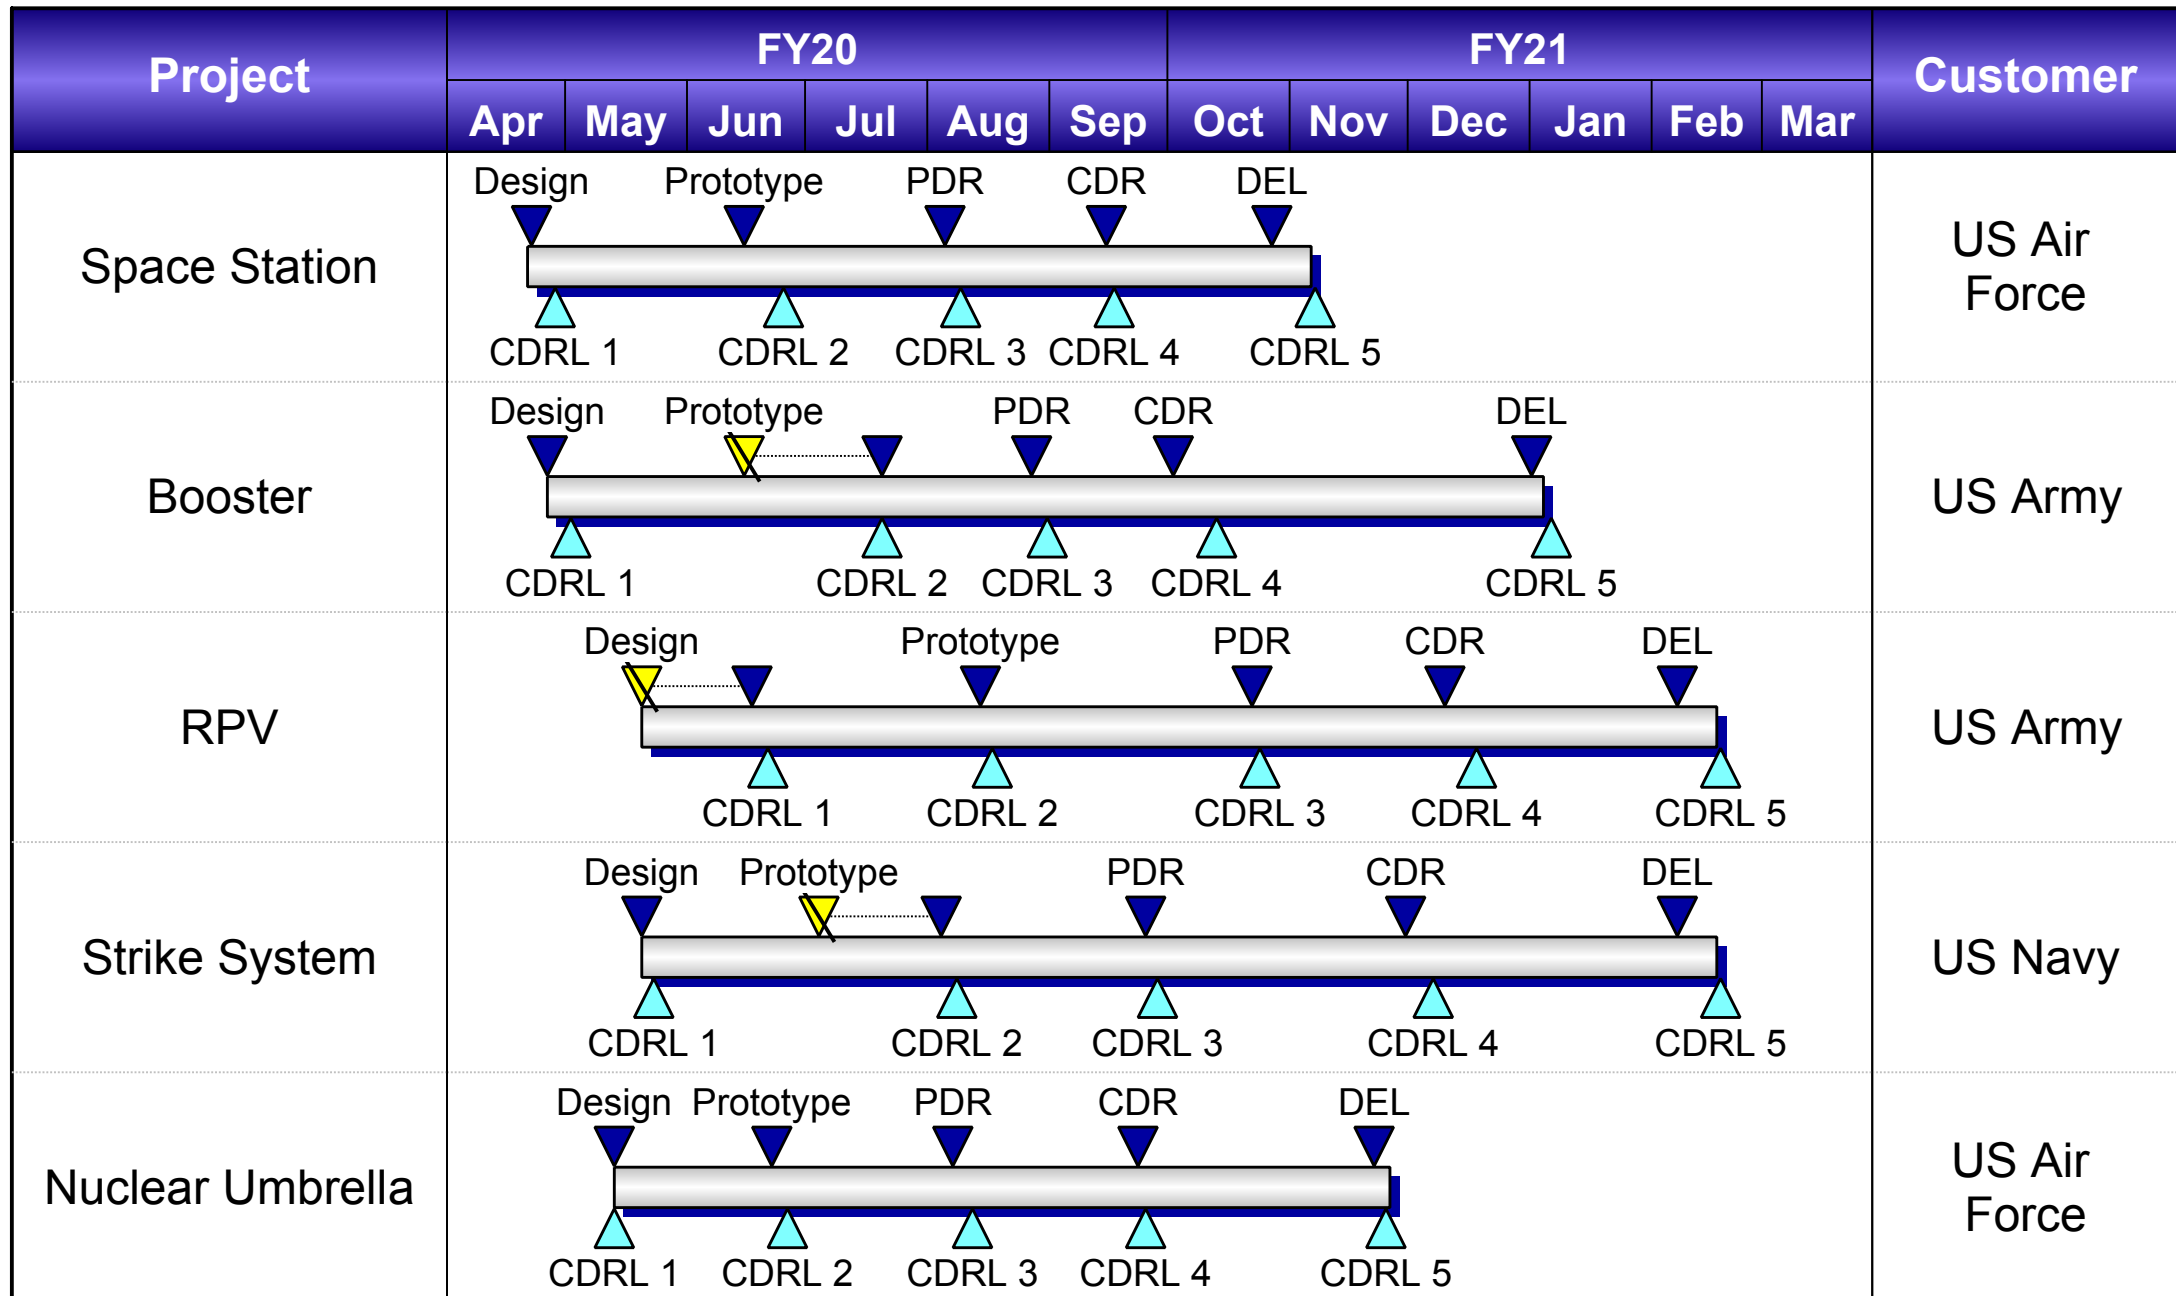 Project
FY20
FY21
Customer
Apr May Jun Jul Aug Sep Oct Nov Dec Jan Feb Mar
Design Prototype PDR CDR DEL
Space Station
US Air
Force
CDRL 1 CDRL 2 CDRL 3 CDRL 4 CDRL 5
Design Prototype PDR CDR DEL
Booster
US Army
CDRL 1 CDRL 2 CDRL 3 CDRL 4 CDRL 5
Design Prototype PDR CDR DEL
RPV
US Army
CDRL 1 CDRL 2 CDRL 3 CDRL 4 CDRL 5
Design Prototype PDR CDR DEL
Strike System
US Navy
CDRL 1 CDRL 2 CDRL 3 CDRL 4 CDRL 5
Design Prototype PDR CDR DEL
Nuclear Umbrella
US Air
Force
CDRL 1 CDRL 2 CDRL 3 CDRL 4 CDRL 5